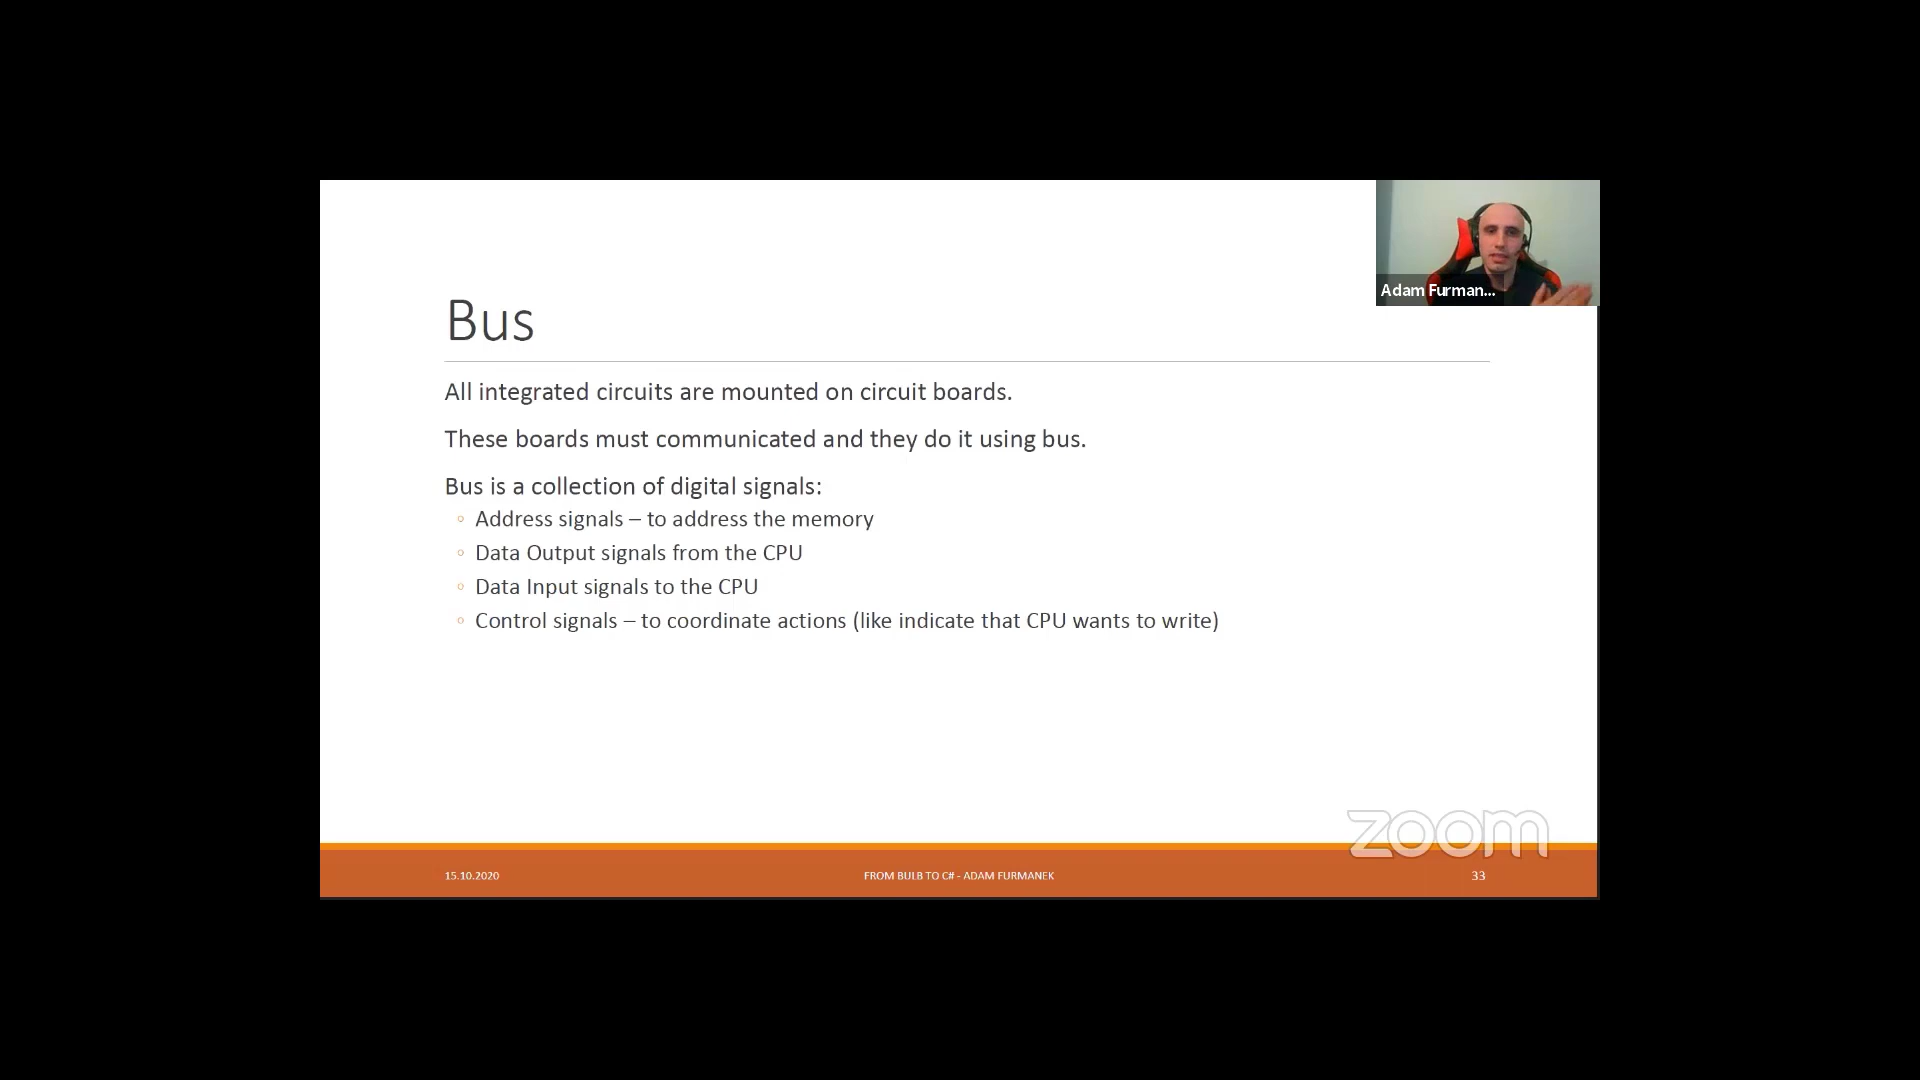 Adam Furman...
Bus
All integrated circuits are mounted on circuit boards.
These boards must communicated and they do it using bus.
Bus is a collection of digital signals:
◦ Address signals – to address the memory
◦ Data Output signals from the CPU
◦ Data Input signals to the CPU
◦ Control signals – to coordinate actions (like indicate that CPU wants to write)
zoom
15.10.2020
FROM BULB TO C# - ADAM FURMANEK
33